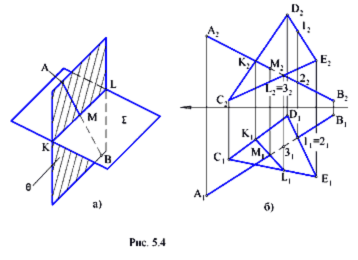 D₂
A₂
1₂
K₂
M₂
E₂
2₂
A
L
C₂
L₂=3₂
B₂
M
Σ
D₁
B₁
K
B
K₁
1₁=2₁
C₁
M₁
3₁
θ
A₁
L₁
E₁
а)
б)
Рис. 5.4